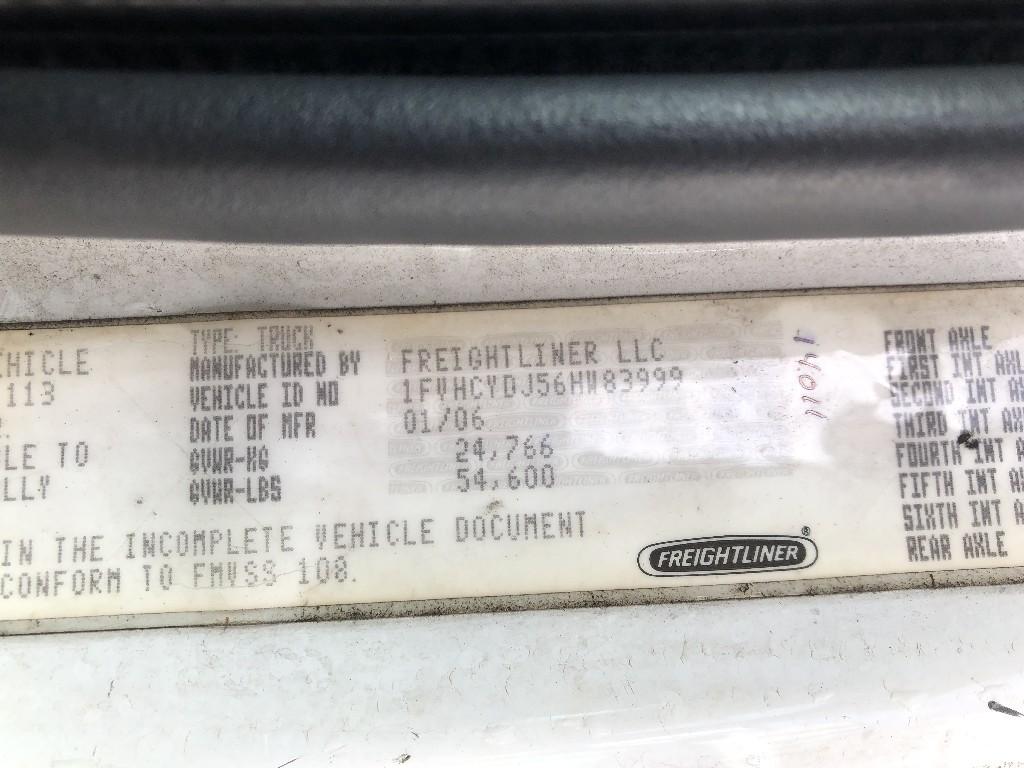 TYPE: TRUCK
EHICLE MANUFACTURED BY FREIGHTLINER LLC
113 VEHICLE ID NO 1FVHCYDJ56HW83999
DATE OF MFR 01/06
LE TO GVWR-KG 24,766
LLY GVWR-LBS 54,600
IN THE INCOMPLETE VEHICLE DOCUMENT
CONFORM TO FMVSS 108.
FREIGHTLINER ®
14011
FRONT AXLE
FIRST INT AXL
SECOND INT A
THIRD INT AX
FOURTH INT A
FIFTH INT A
SIXTH INT A
REAR AXLE